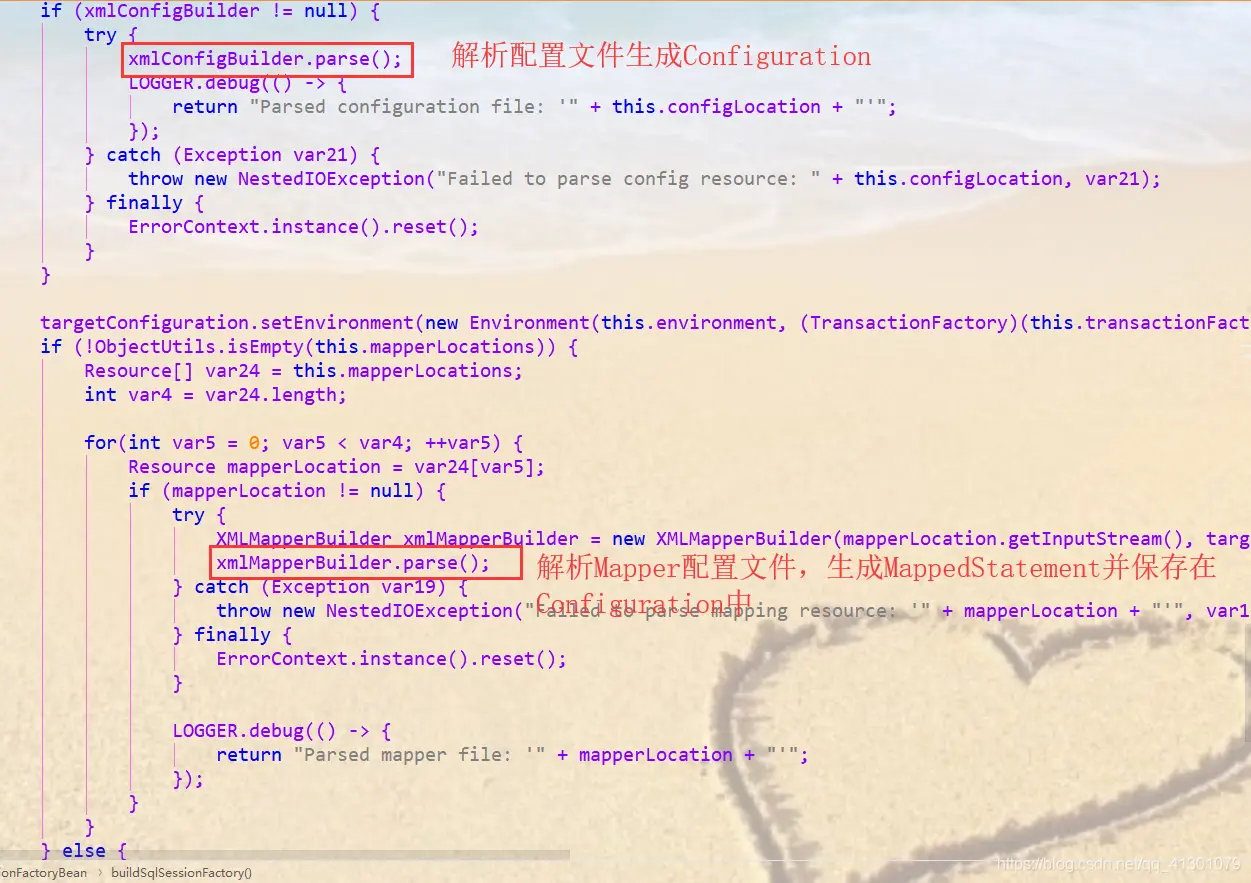 if (xmlConfigBuilder != null) {
try {
xmlConfigBuilder.parse(); 解析配置文件生成Configuration
LOGGER.debug(() -> {
return "Parsed configuration file: '" + this.configLocation + "'";
});
} catch (Exception var21) {
throw new NestedIOException("Failed to parse config resource: " + this.configLocation, var21);
} finally {
ErrorContext.instance().reset();
}
}
targetConfiguration.setEnvironment(new Environment(this.environment, (TransactionFactory)(this.transactionFact
if (!ObjectUtils.isEmpty(this.mapperLocations)) {
Resource[] var24 = this.mapperLocations;
int var4 = var24.length;
for(int var5 = 0; var5 < var4; ++var5) {
Resource mapperLocation = var24[var5];
if (mapperLocation != null) {
try {
XMLMapperBuilder xmlMapperBuilder = new XMLMapperBuilder(mapperLocation.getInputStream(), targ
xmlMapperBuilder.parse(); 解析Mapper配置文件，生成MappedStatement并保存在
Configuration中
} catch (Exception var19) {
throw new NestedIOException("Failed to parse mapping resource: '" + mapperLocation + "'", var1
} finally {
ErrorContext.instance().reset();
}
LOGGER.debug(() -> {
return "Parsed mapper file: '" + mapperLocation + "'";
});
}
}
} else {
onFactoryBean › buildSqlSessionFactory()
https://blog.csdn.net/qq_41301079